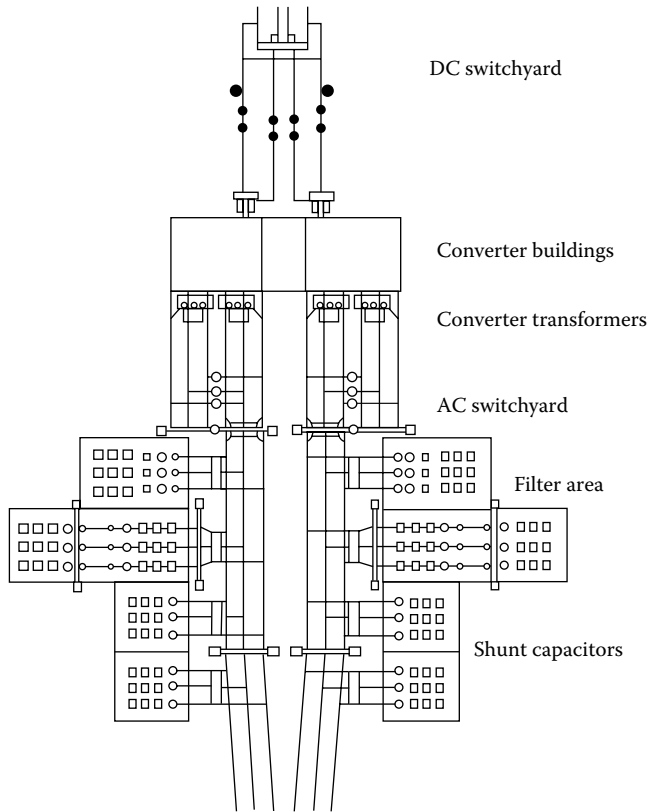 DC switchyard
Converter buildings
Converter transformers
AC switchyard
Filter area
Shunt capacitors